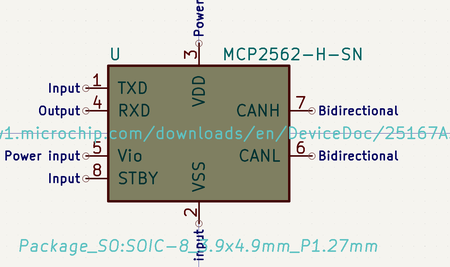 Power
U
MCP2562-H-SN
3
VDD
Input 1 TXD
Output 4 RXD
CANH 7 Bidirectional
w1.microchip.com/downloads/en/DeviceDoc/25167A
Power input 5 Vio
CANL 6 Bidirectional
Input 8 STBY
VSS
2
input
Package_SO:SOIC-8_3.9x4.9mm_P1.27mm